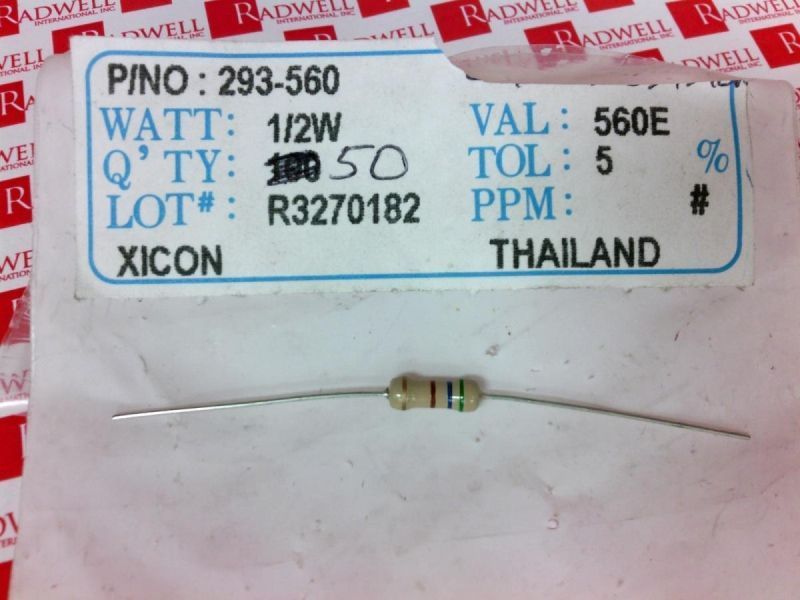 RADWELL
INTERNATIONAL INC
P/NO : 293-560
WATT: 1/2W VAL: 560E
Q'TY: 50 TOL: 5 %
LOT#: R3270182 PPM: #
XICON THAILAND